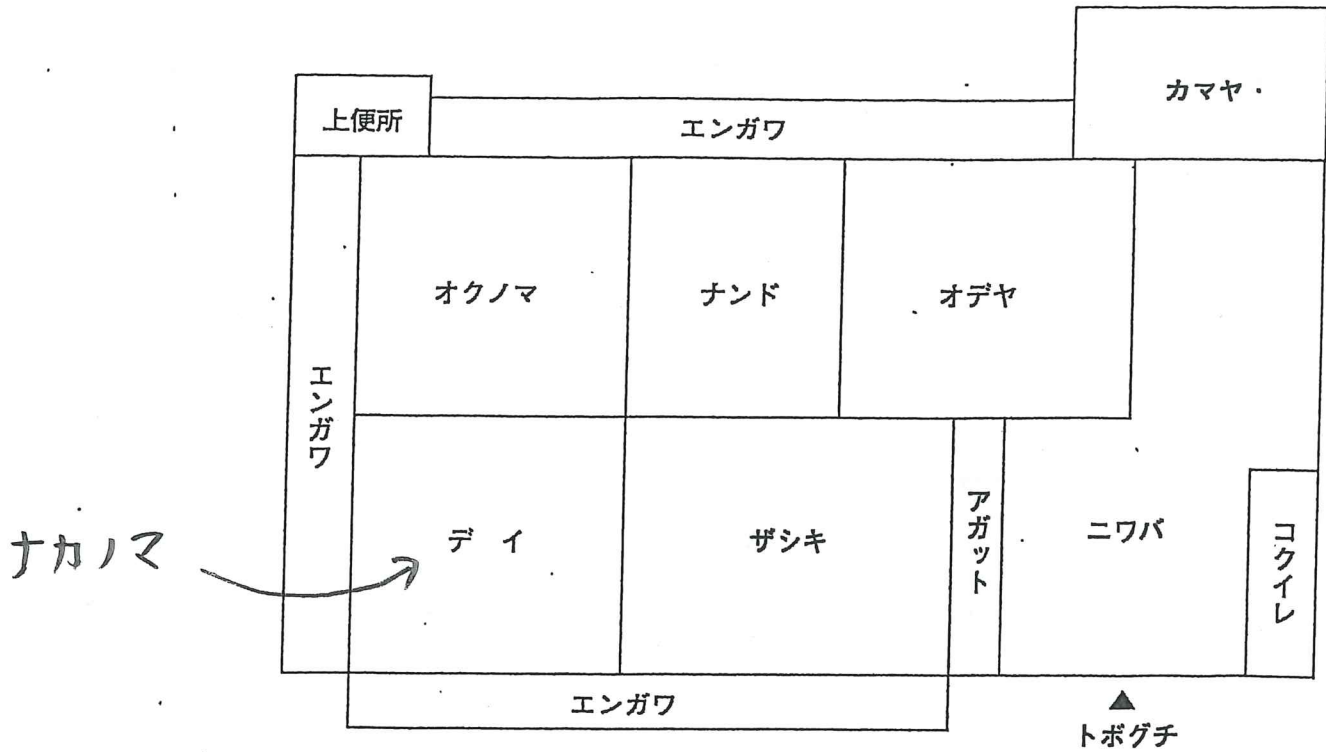 カマヤ
上便所
エンガワ
オクノマ
ナンド
オデヤ
エンガワ
ナカノマ
デイ
ザシキ
アガット
ニワバ
コクイレ
エンガワ
▲
トボグチ